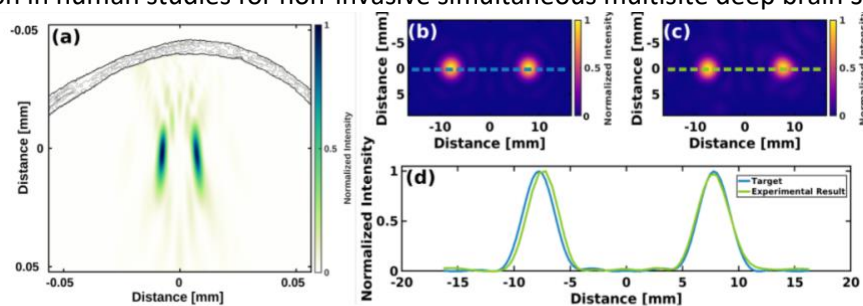 on in human studies for non-invasive simultaneous multisite deep brain s
(a)
-0.05
0
0.05
-0.05
0
0.05
Distance [mm]
Distance [mm]
1
0.5
0
Normalized Intensity
(b)
-5
0
5
-10
0
10
Distance [mm]
Distance [mm]
1
0.5
0
Normalized Intensity
(c)
-5
0
5
-10
0
10
Distance [mm]
Distance [mm]
1
0.5
0
Normalized Intensity
(d)
Target
Experimental Result
1
0.5
0
-20
-15
-10
-5
0
5
10
15
20
Normalized Intensity
Distance [mm]